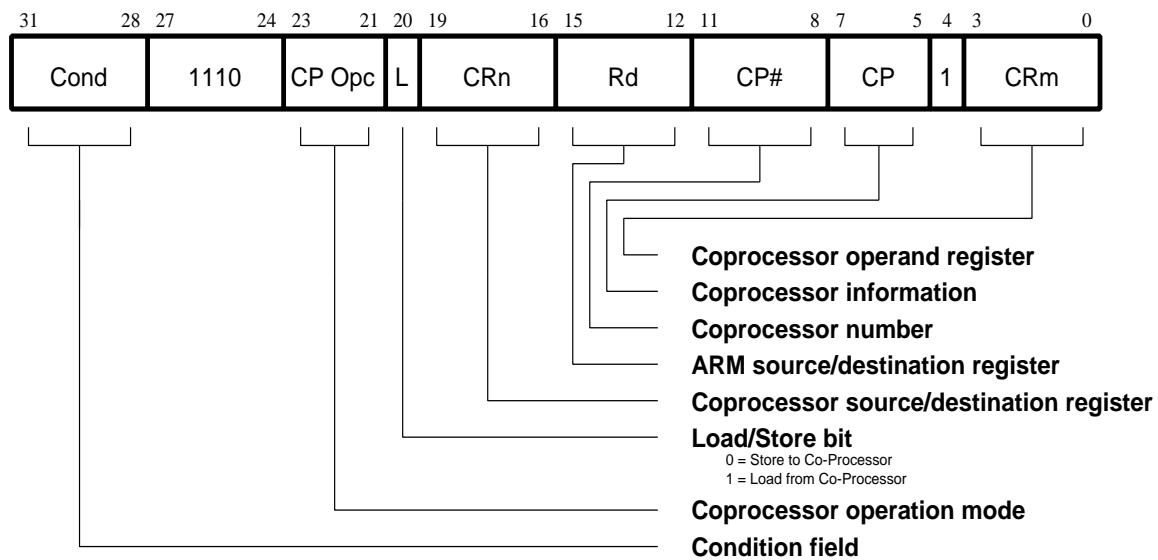 31 28 27 24 23 21 20 19 16 15 12 11 8 7 5 4 3 0
Cond 1110 CP Opc L CRn Rd CP# CP 1 CRm
Coprocessor operand register
Coprocessor information
Coprocessor number
ARM source/destination register
Coprocessor source/destination register
Load/Store bit
0 = Store to Co-Processor
1 = Load from Co-Processor
Coprocessor operation mode
Condition field